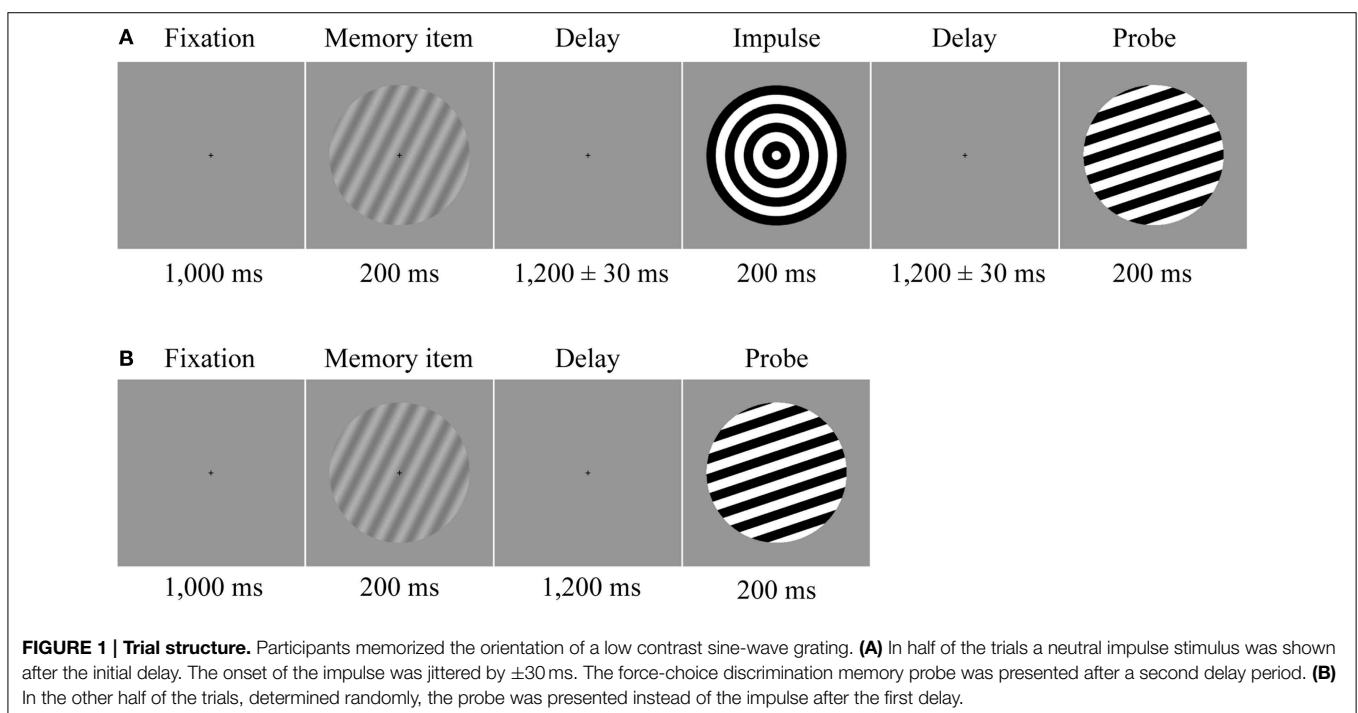 A Fixation Memory item Delay Impulse Delay Probe
1,000 ms 200 ms 1,200 ± 30 ms 200 ms 1,200 ± 30 ms 200 ms
B Fixation Memory item Delay Probe
1,000 ms 200 ms 1,200 ms 200 ms
FIGURE 1 | Trial structure. Participants memorized the orientation of a low contrast sine-wave grating. (A) In half of the trials a neutral impulse stimulus was shown
after the initial delay. The onset of the impulse was jittered by ±30 ms. The force-choice discrimination memory probe was presented after a second delay period. (B)
In the other half of the trials, determined randomly, the probe was presented instead of the impulse after the first delay.